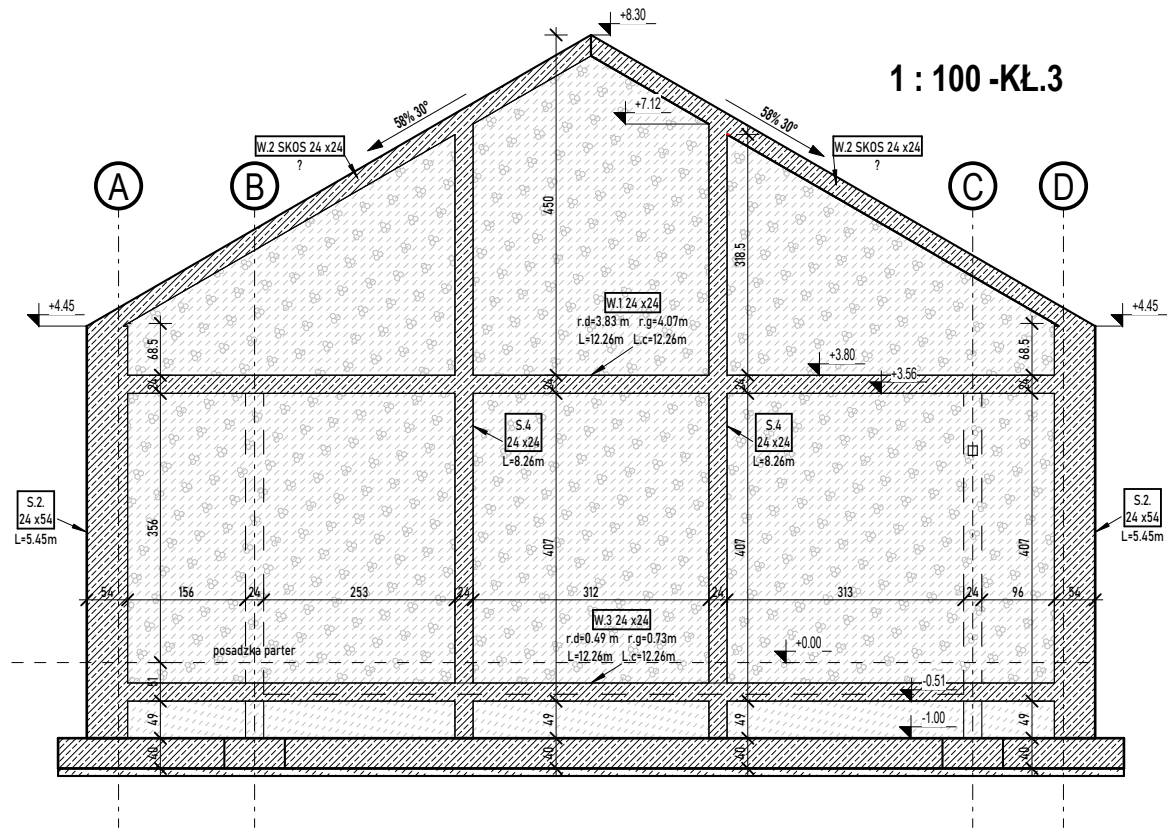 +8.30
1 : 100 -KŁ.3
58% 30°
+7.12
58% 30°
W.2 SKOS 24 x24
?
W.2 SKOS 24 x24
?
A
B
C
D
450
318.5
+4.45
+4.45
W.1 24 x24
r.d=3.83 m r.g=4.07m
L=12.26m L.c=12.26m
68.5
68.5
+3.80
+3.56
24
24
24
24
S.4
24 x24
L=8.26m
S.4
24 x24
L=8.26m
S.2.
24 x54
L=5.45m
S.2.
24 x54
L=5.45m
356
407
407
407
54
156
24
253
24
312
24
313
24
96
54
W.3 24 x24
r.d=0.49 m r.g=0.73m
L=12.26m L.c=12.26m
posadzka parter
+0.00
51
-0.51
49
49
49
49
-1.00
40
40
40
40